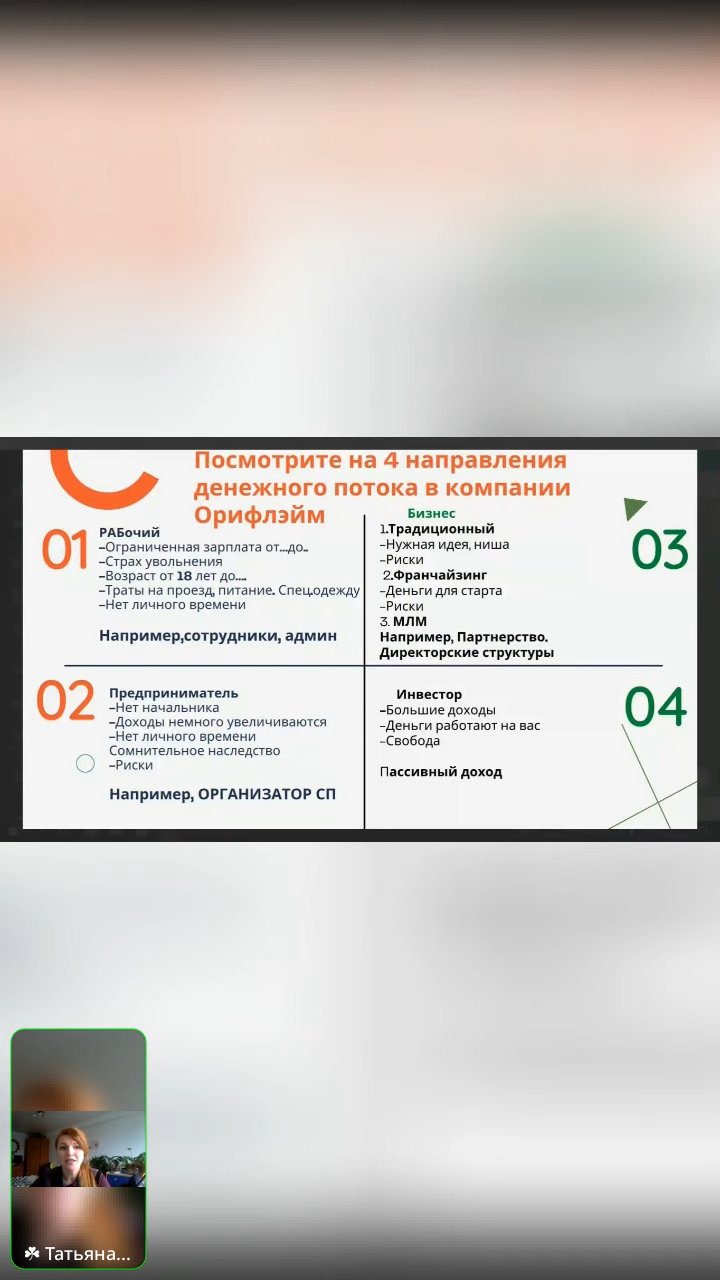 Посмотрите на 4 направления
денежного потока в компании
Орифлэйм
01
РАбочий
–Ограниченная зарплата от...до..
–Страх увольнения
–Возраст от 18 лет до....
–Траты на проезд, питание. Спец.одежду
–Нет личного времени
Например,сотрудники, админ
Бизнес
1.Традиционный
–Нужная идея, ниша
–Риски
2.Франчайзинг
–Деньги для старта
–Риски
3. МЛМ
Например, Партнерство.
Директорские структуры
03
02
Предприниматель
–Нет начальника
–Доходы немного увеличиваются
–Нет личного времени
Сомнительное наследство
–Риски
Например, ОРГАНИЗАТОР СП
Инвестор
–Большие доходы
–Деньги работают на вас
–Свобода
Пассивный доход
04
☘ Татьяна...